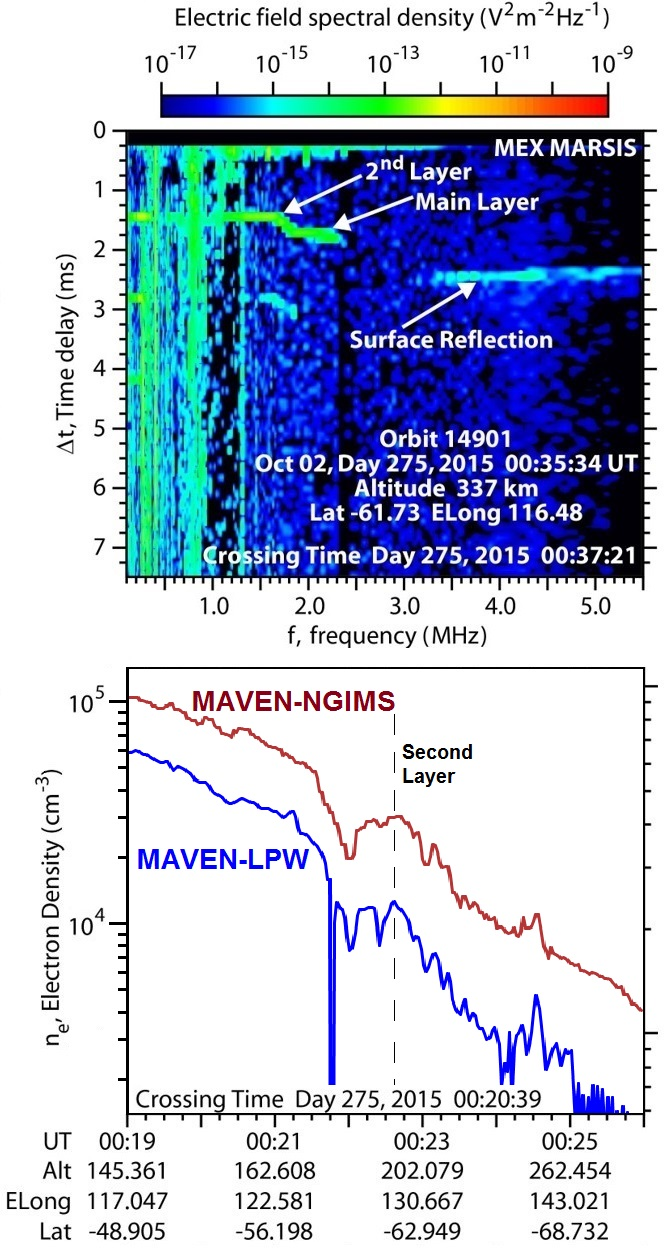 Electric field spectral density (V²m⁻²Hz⁻¹)
10⁻¹⁷ 10⁻¹⁵ 10⁻¹³ 10⁻¹¹ 10⁻⁹
MEX MARSIS
2ⁿᵈ Layer
Main Layer
Surface Reflection
Orbit 14901
Oct 02, Day 275, 2015 00:35:34 UT
Altitude 337 km
Lat -61.73 ELong 116.48
Crossing Time Day 275, 2015 00:37:21
Δt, Time delay (ms)
0
1
2
3
4
5
6
7
1.0 2.0 3.0 4.0 5.0
f, frequency (MHz)
MAVEN-NGIMS
Second
Layer
MAVEN-LPW
nₑ, Electron Density (cm⁻³)
10⁵
10⁴
Crossing Time Day 275, 2015 00:20:39
UT 00:19 00:21 00:23 00:25
Alt 145.361 162.608 202.079 262.454
ELong 117.047 122.581 130.667 143.021
Lat -48.905 -56.198 -62.949 -68.732